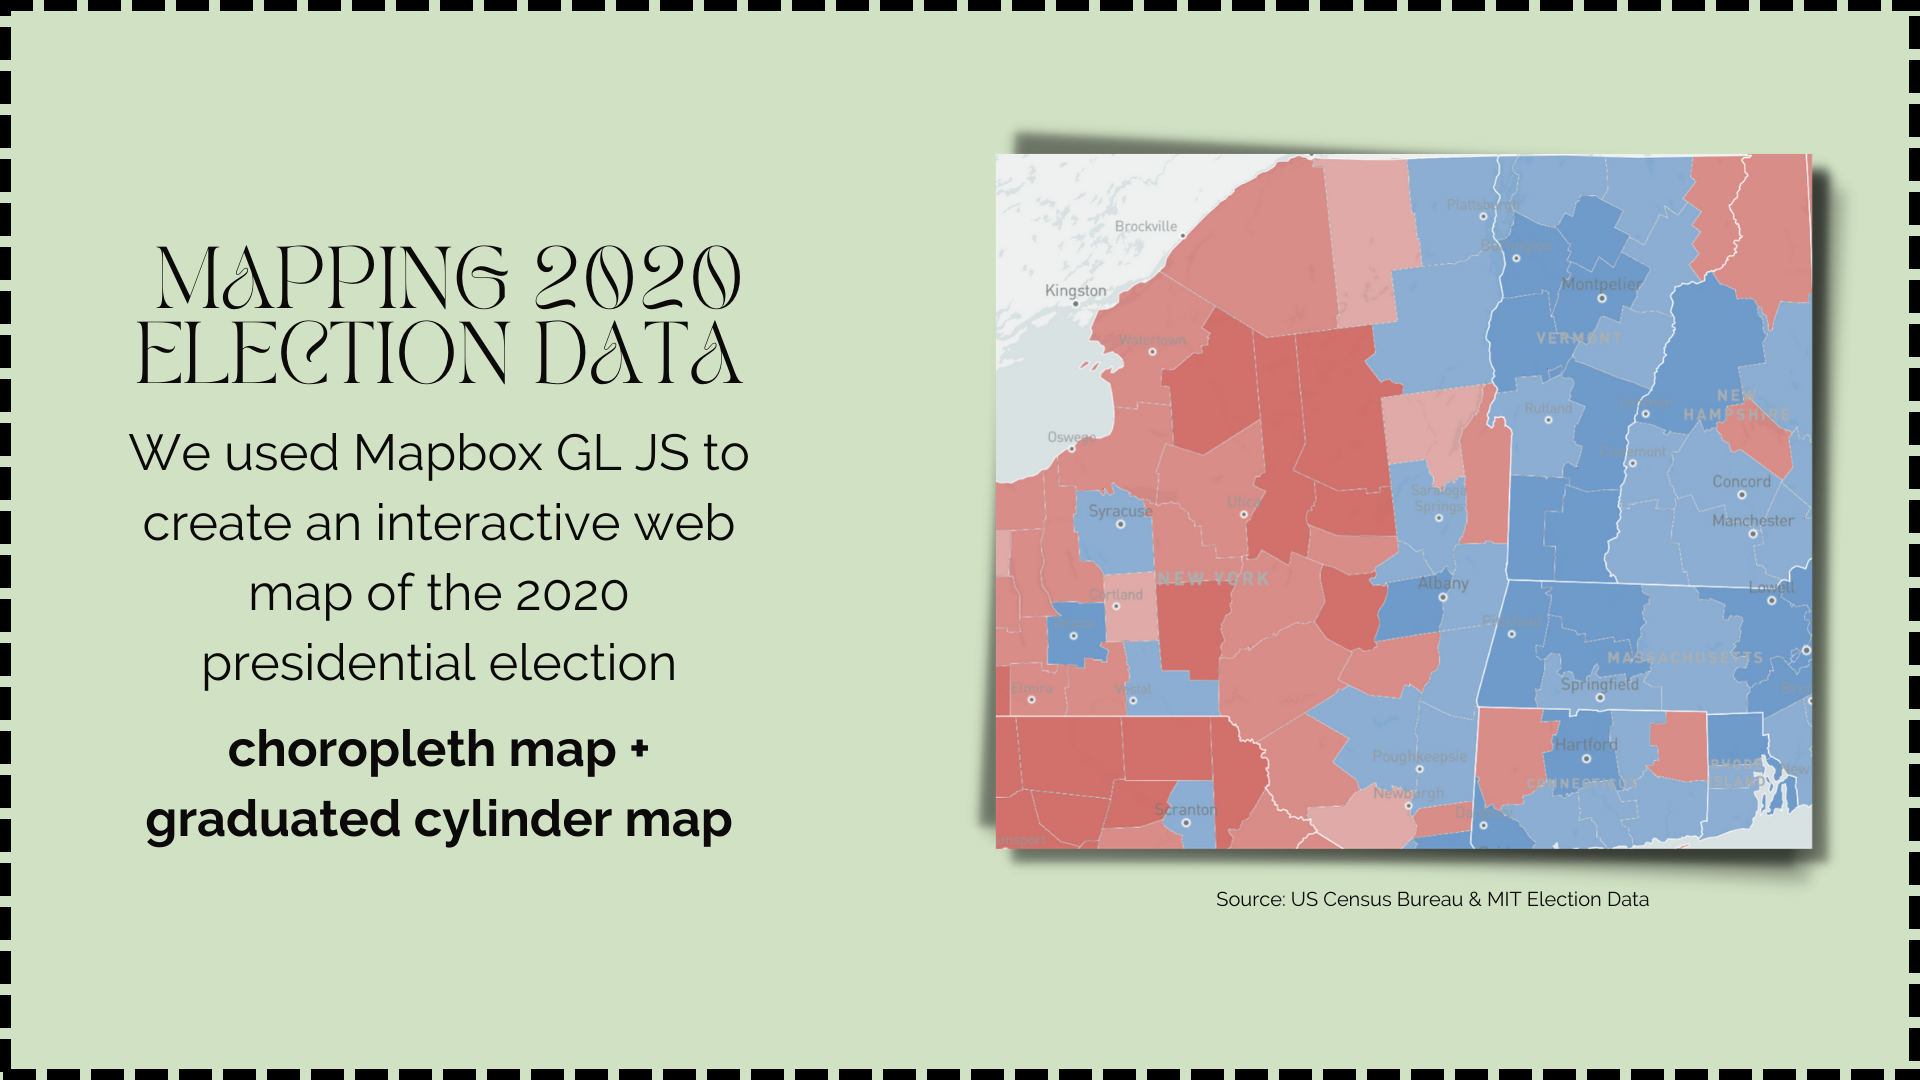 MAPPING 2020
ELECTION DATA
We used Mapbox GL JS to
create an interactive web
map of the 2020
presidential election
choropleth map +
graduated cylinder map
Brockville
Kingston
Watertown
Oswego
Syracuse
Utica
NEW YORK
Cortland
Elmira
Vestal
Scranton
Plattsburgh
Burlington
Montpelier
VERMONT
Rutland
NEW
HAMPSHIRE
Claremont
Concord
Manchester
Saratoga
Springs
Albany
Lowell
Pittsfield
MASSACHUSETTS
Springfield
Hartford
CONNECTICUT
RHODE
ISLAND
New
Poughkeepsie
Newburgh
Source: US Census Bureau & MIT Election Data